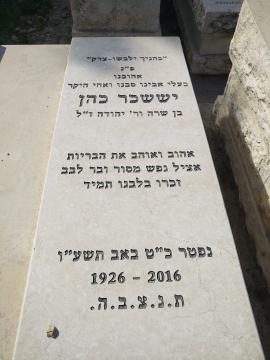 "כהניך ילבשו-צדק"
פ"נ
אהובנו
בעלי אבינו סבנו ואחי היקר
יששכר כהן
בן שרה ור' יהודה ז"ל
אהוב ואוהב את הבריות
אציל נפש מסור ובר לבב
זכרו בלבנו תמיד
נפטר כ"ט באב תשע"ו
1926 - 2016
ת.נ.צ.ב.ה.